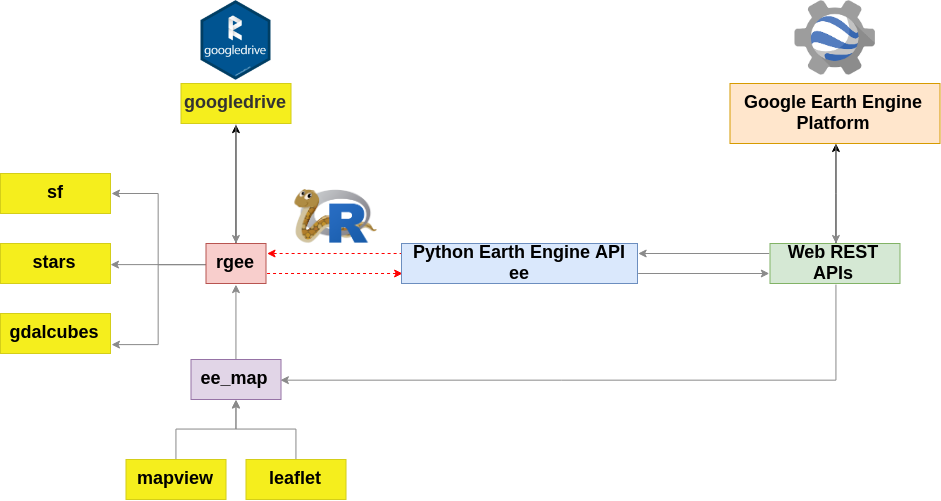 googledrive
googledrive
Google Earth Engine
Platform
sf
R
stars
rgee
Python Earth Engine API
ee
Web REST
APIs
gdalcubes
ee_map
mapview
leaflet